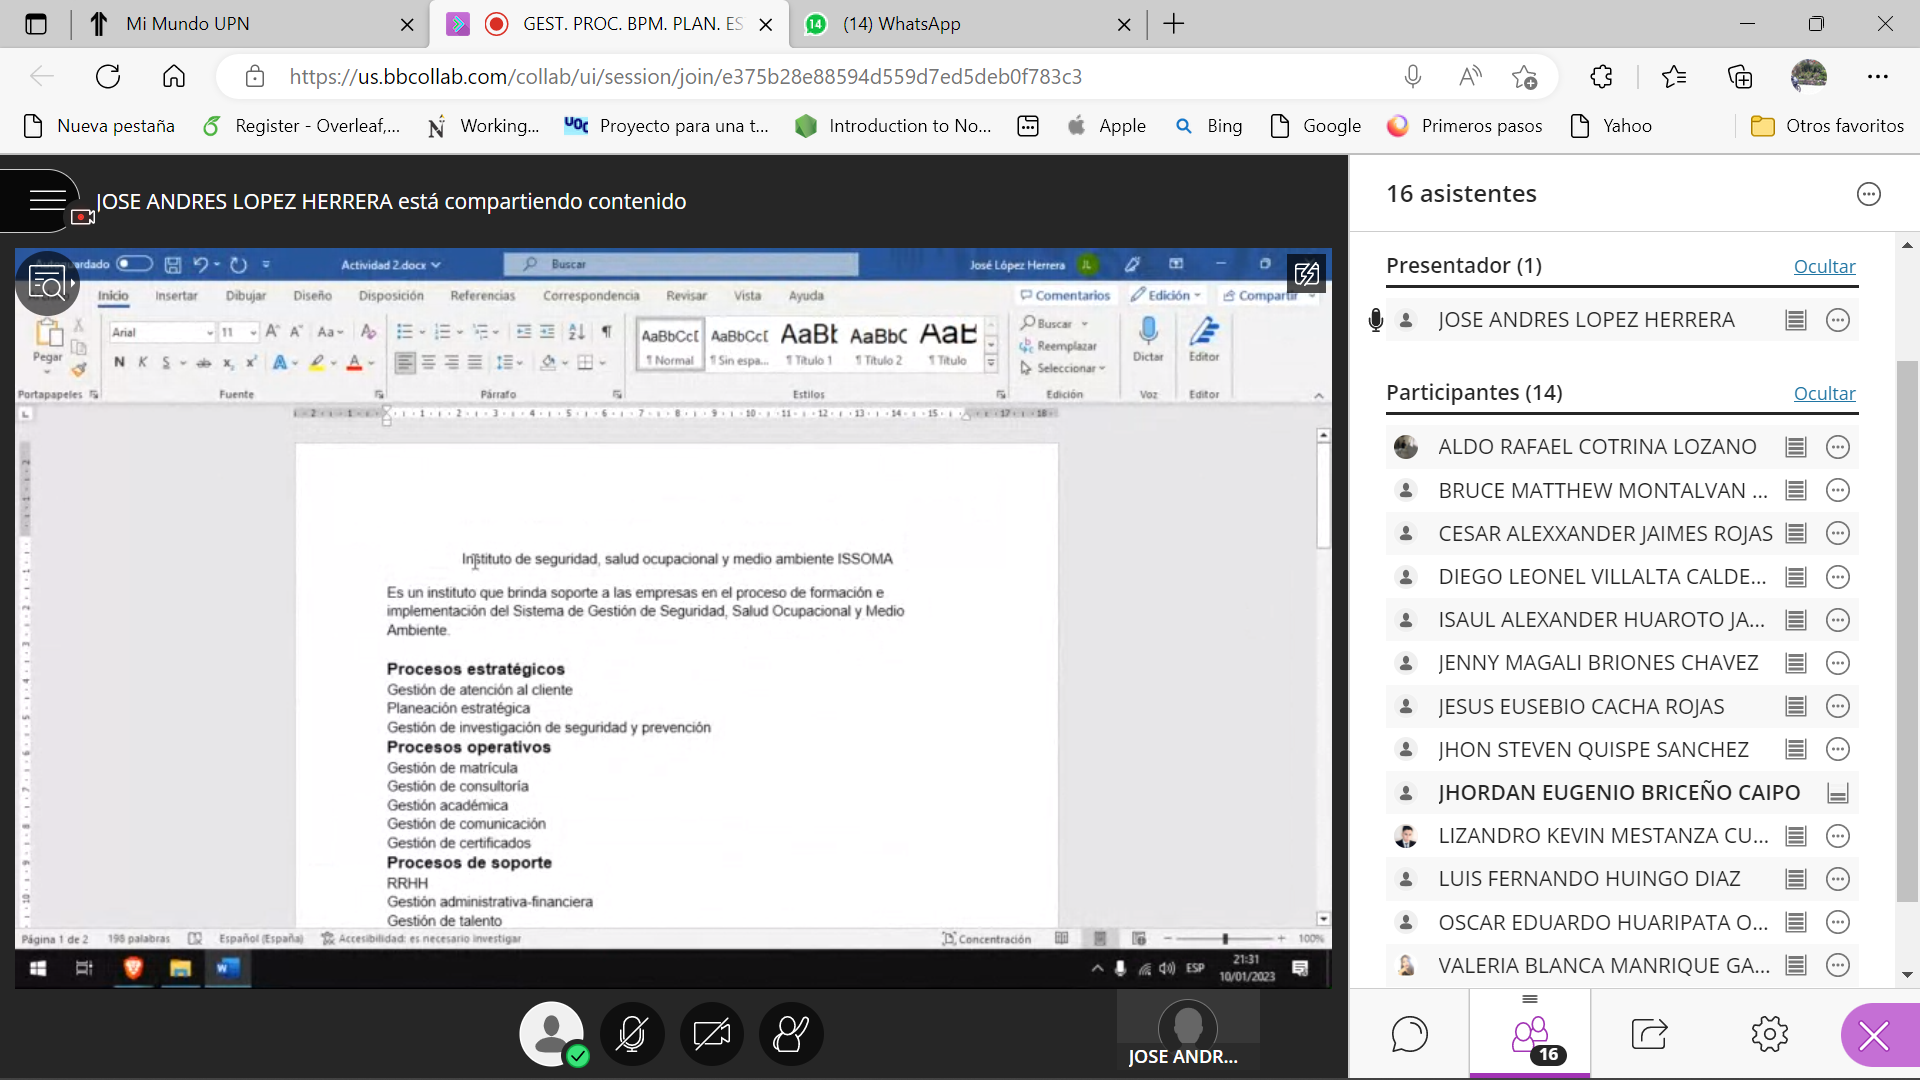 Mi Mundo UPN
GEST. PROC. BPM. PLAN. ES
14
(14) WhatsApp
https://us.bbcollab.com/collab/ui/session/join/e375b28e88594d559d7ed5deb0f783c3
Nueva pestaña
Register - Overleaf,...
Working...
UOC
Proyecto para una t...
Introduction to No...
Apple
Bing
Google
Primeros pasos
Yahoo
Otros favoritos
JOSE ANDRES LOPEZ HERRERA está compartiendo contenido
Actividad 2.docx
Buscar
José López Herrera
JL
Inicio
Insertar
Dibujar
Diseño
Disposición
Referencias
Correspondencia
Revisar
Vista
Ayuda
Comentarios
Edición
Compartir
Pegar
Portapapeles
Arial
11
Aa
N
K
S
Fuente
Párrafo
AaBbCcI
AaBbCcI
AaBl
AaBbC
AaB
¶ Normal
¶ Sin espa...
¶ Título 1
¶ Título 2
¶ Título
Estilos
Buscar
Reemplazar
Seleccionar
Edición
Dictar
Voz
Editor
Editor
Instituto de seguridad, salud ocupacional y medio ambiente ISSOMA
Es un instituto que brinda soporte a las empresas en el proceso de formación e
implementación del Sistema de Gestión de Seguridad, Salud Ocupacional y Medio
Ambiente.
Procesos estratégicos
Gestión de atención al cliente
Planeación estratégica
Gestión de investigación de seguridad y prevención
Procesos operativos
Gestión de matrícula
Gestión de consultoría
Gestión académica
Gestión de comunicación
Gestión de certificados
Procesos de soporte
RRHH
Gestión administrativa-financiera
Gestión de talento
Página 1 de 2
198 palabras
Español (España)
Accesibilidad: es necesario investigar
Concentración
100%
ESP
21:31
10/01/2023
JOSE ANDR...
16 asistentes
Presentador (1)
Ocultar
JOSE ANDRES LOPEZ HERRERA
Participantes (14)
Ocultar
ALDO RAFAEL COTRINA LOZANO
BRUCE MATTHEW MONTALVAN ...
CESAR ALEXXANDER JAIMES ROJAS
DIEGO LEONEL VILLALTA CALDE...
ISAUL ALEXANDER HUAROTO JA...
JENNY MAGALI BRIONES CHAVEZ
JESUS EUSEBIO CACHA ROJAS
JHON STEVEN QUISPE SANCHEZ
JHORDAN EUGENIO BRICEÑO CAIPO
LIZANDRO KEVIN MESTANZA CU...
LUIS FERNANDO HUINGO DIAZ
OSCAR EDUARDO HUARIPATA O...
VALERIA BLANCA MANRIQUE GA...
16